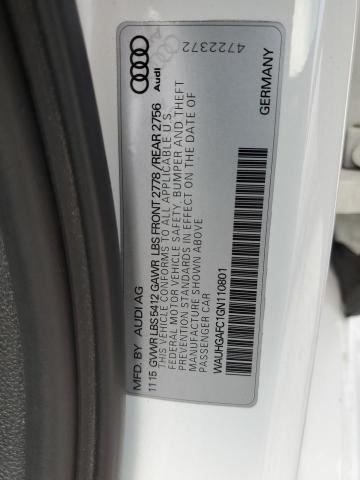 MFD. BY AUDI AG
11 15 GVWR LBS 5412 GAWR LBS FRONT 2778 /REAR 2756
THIS VEHICLE CONFORMS TO ALL APPLICABLE U.S.
FEDERAL MOTOR VEHICLE SAFETY, BUMPER AND THEFT
PREVENTION STANDARDS IN EFFECT ON THE DATE OF
MANUFACTURE SHOWN ABOVE
PASSENGER CAR
WAUHGAFC1GN110801
GERMANY
Audi
4722372